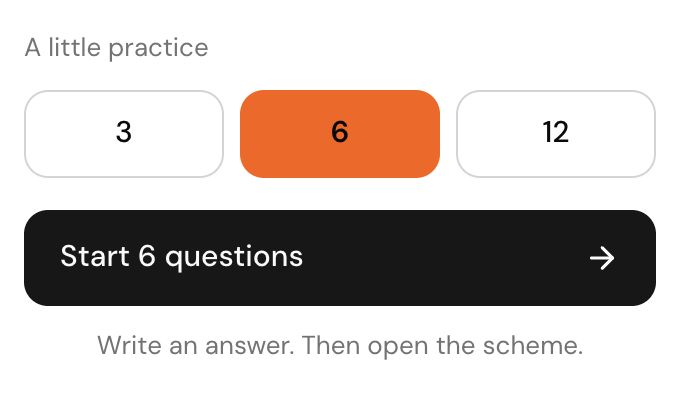 A little practice
3 6 12
Start 6 questions
Write an answer. Then open the scheme.